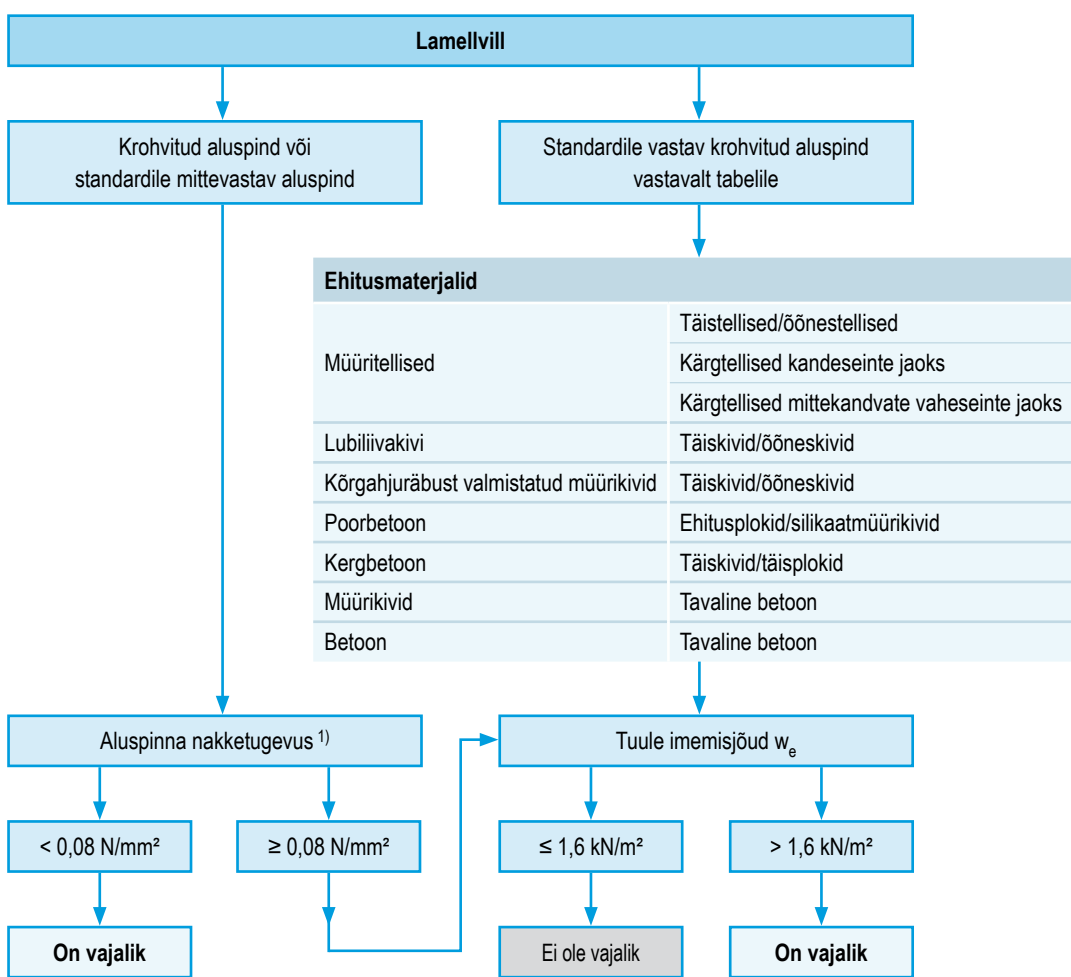 Lamellvill
Krohvitud aluspind või
standardile mittevastav aluspind
Standardile vastav krohvitud aluspind
vastavalt tabelile
Ehitusmaterjalid
Müüritellised
Täistellised/õõnestellised
Kärgtellised kandeseinte jaoks
Kärgtellised mittekandvate vaheseinte jaoks
Lubiliivakivi
Täiskivid/õõneskivid
Kõrgahjuräbust valmistatud müürikivid
Täiskivid/õõneskivid
Poorbetoon
Ehitusplokid/silikaatmüürikivid
Kergbetoon
Täiskivid/täisplokid
Müürikivid
Tavaline betoon
Betoon
Tavaline betoon
Aluspinna nakketugevus 1)
Tuule imemisjõud we
< 0,08 N/mm²
≥ 0,08 N/mm²
≤ 1,6 kN/m²
> 1,6 kN/m²
On vajalik
Ei ole vajalik
On vajalik